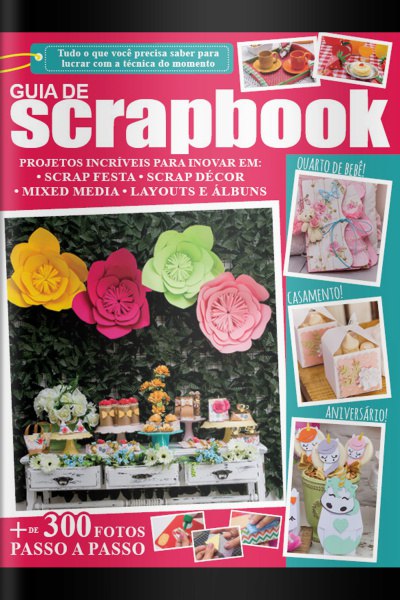 Tudo o que você precisa saber para
lucrar com a técnica do momento
GUIA DE
scrapbook
PROJETOS INCRÍVEIS PARA INOVAR EM:
• SCRAP FESTA • SCRAP DÉCOR
• MIXED MEDIA • LAYOUTS E ÁLBUNS
QUARTO DE BEBÊ!
CASAMENTO!
ANIVERSÁRIO!
+ DE 300 FOTOS
PASSO A PASSO